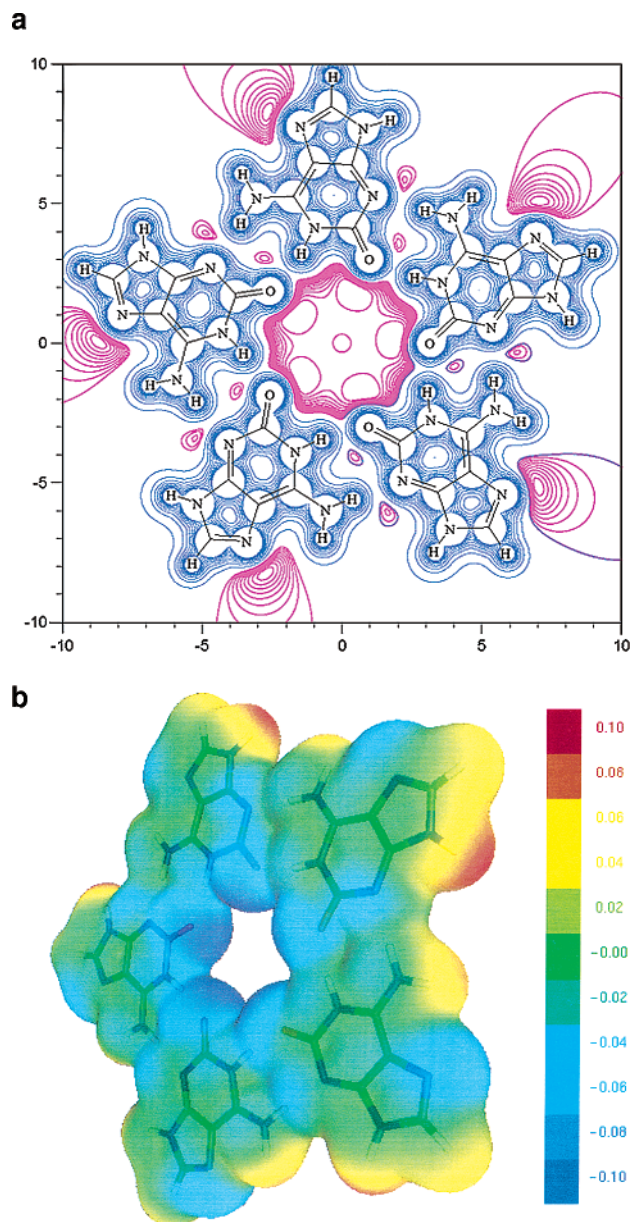 a
10
5
0
-5
-10
-10 -5 0 5 10
H
N N H
H
N N
H N O
H
H
N H
N N H
H N N
O N H
N N O N N
H H
N O H
H H
O H N
N N H O H N
H N N H N N
N H H N
H N H
b
0.10
0.08
0.06
0.04
0.02
-0.00
-0.02
-0.04
-0.06
-0.08
-0.10